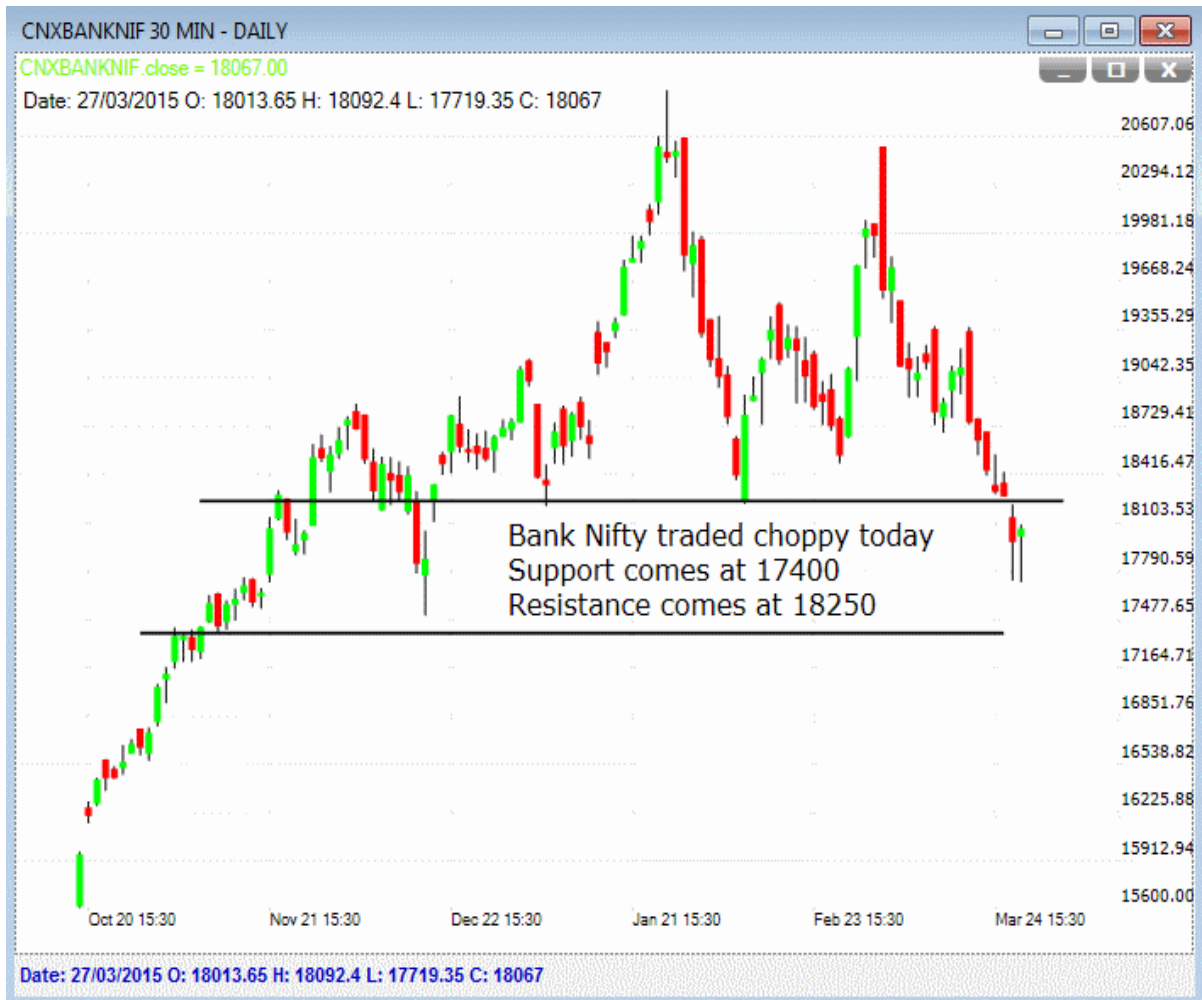 CNXBANKNIF 30 MIN - DAILY
CNXBANKNIF.close = 18067.00
Date: 27/03/2015 O: 18013.65 H: 18092.4 L: 17719.35 C: 18067
20607.06
20294.12
19981.18
19668.24
19355.29
19042.35
18729.41
18416.47
18103.53
17790.59
17477.65
17164.71
16851.76
16538.82
16225.88
15912.94
15600.00
Bank Nifty traded choppy today
Support comes at 17400
Resistance comes at 18250
Oct 20 15:30 Nov 21 15:30 Dec 22 15:30 Jan 21 15:30 Feb 23 15:30 Mar 24 15:30
Date: 27/03/2015 O: 18013.65 H: 18092.4 L: 17719.35 C: 18067